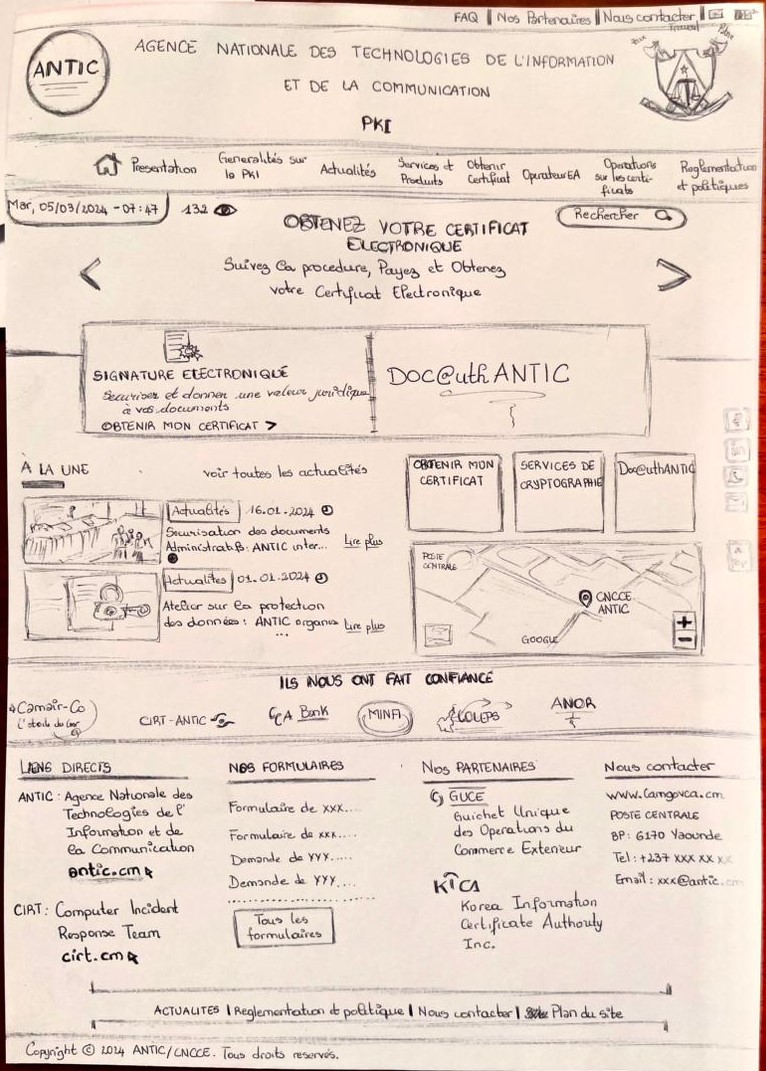 FAQ | Nos Partenaires | Nous contacter
ANTIC
AGENCE NATIONALE DES TECHNOLOGIES DE L'INFORMATION
ET DE LA COMMUNICATION
PKI
Travail
Presentation
Generalités sur
la PKI
Actualités
Services et
Produits
Obtenir
Certificat
Operateur EA
Operations
sur les certi-
ficats
Reglementation
et politiques
Mar, 05/03/2024 - 07:47
132
Rechercher
OBTENEZ VOTRE CERTIFICAT
ELECTRONIQUE
Suivez la procedure, Payez et Obtenez
votre Certificat Electronique
<
>
SIGNATURE ELECTRONIQUE
Securisez et donner une valeur juridique
à vos documents
OBTENIR MON CERTIFICAT >
DOC@uthANTIC
À LA UNE
voir toutes les actualités
Actualités 16.01.2024
Securisation des documents
Administratifs: ANTIC inter...
Lire plus
Actualites 01.01.2024
Atelier sur la protection
des données: ANTIC organise
...
Lire plus
OBTENIR MON
CERTIFICAT
SERVICES DE
CRYPTOGRAPHIE
Doc@uthANTIC
POSTE
CENTRALE
CNCCE
ANTIC
GOOGLE
+
-
ILS NOUS ONT FAIT CONFIANCE
Camair-Co
CIRT-ANTIC
CCA Bank
MINFI
COLEPS
ANOR
LIENS DIRECTS
ANTIC : Agence Nationale des
Technologies de l'
Information et de
la Communication
antic.cm
CIRT : Computer Incident
Response Team
cirt.cm
NOS FORMULAIRES
Formulaire de xxx....
Formulaire de xxx....
Demande de YYY.....
Demande de YYY.....
Tous les
formulaires
NOS PARTENAIRES
GUCE
Guichet Unique
des Operations du
Commerce Exterieur
KICA
Korea Information
Certificate Authouty
Inc.
Nous contacter
www.camgovca.cm
POSTE CENTRALE
BP: 6170 Yaounde
Tel: +237 xxx xx xx
Email: xxx@antic.cm
ACTUALITES | Reglementation et politique | Nous contacter | Plan du site
Copyright © 2024 ANTIC/CNCCE. Tous droits reservés.